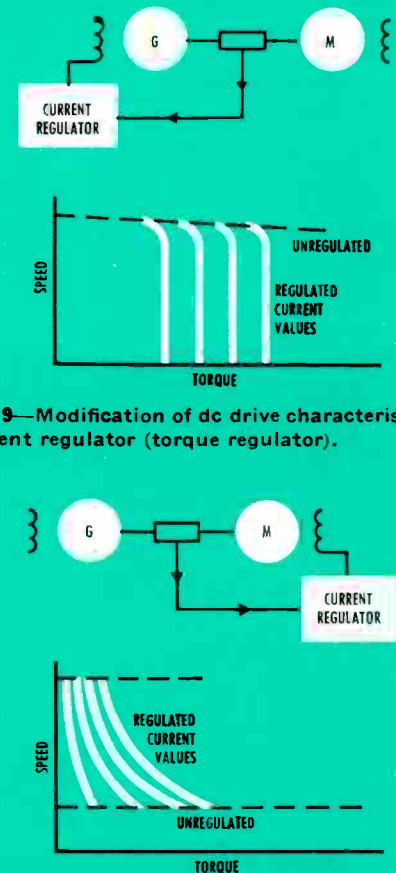 G
M
CURRENT
REGULATOR
SPEED
UNREGULATED
REGULATED
CURRENT
VALUES
TORQUE
9—Modification of dc drive characteris
ent regulator (torque regulator).
G
M
CURRENT
REGULATOR
SPEED
REGULATED
CURRENT
VALUES
UNREGULATED
TORQUE